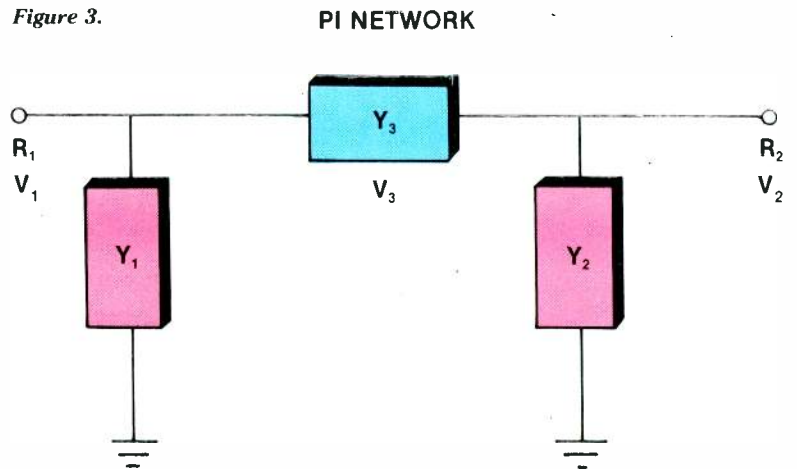 Figure 3.
PI NETWORK
Y₃
R₁
R₂
V₁
V₃
V₂
Y₁
Y₂